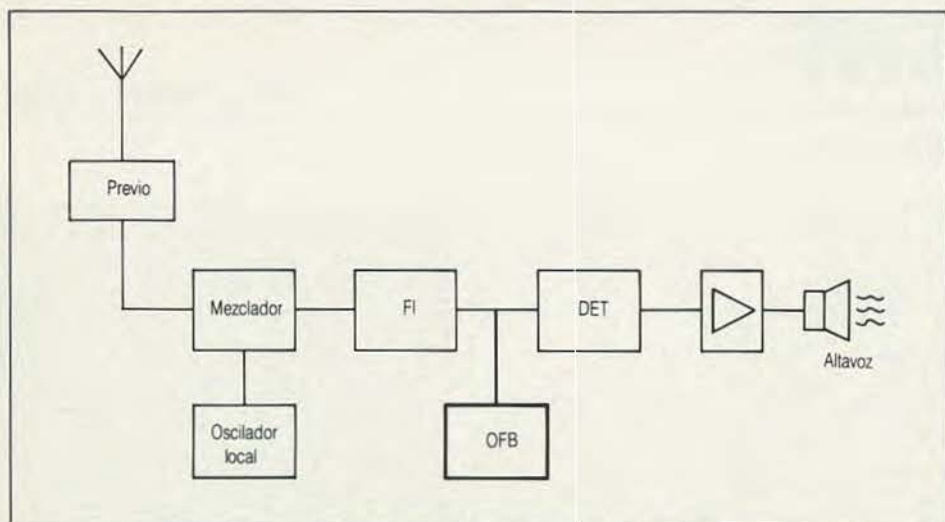 Previo
Mezclador
FI
DET
Altavoz
Oscilador
local
OFB